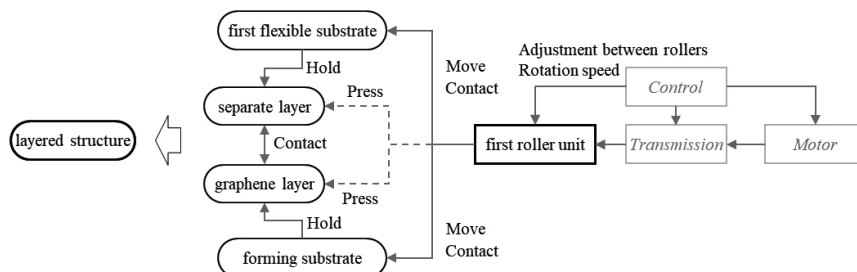 first flexible substrate
Hold
separate layer
Press
Contact
layered structure
graphene layer
Press
Hold
forming substrate
Move
Contact
Move
Contact
Adjustment between rollers
Rotation speed
Control
first roller unit
Transmission
Motor